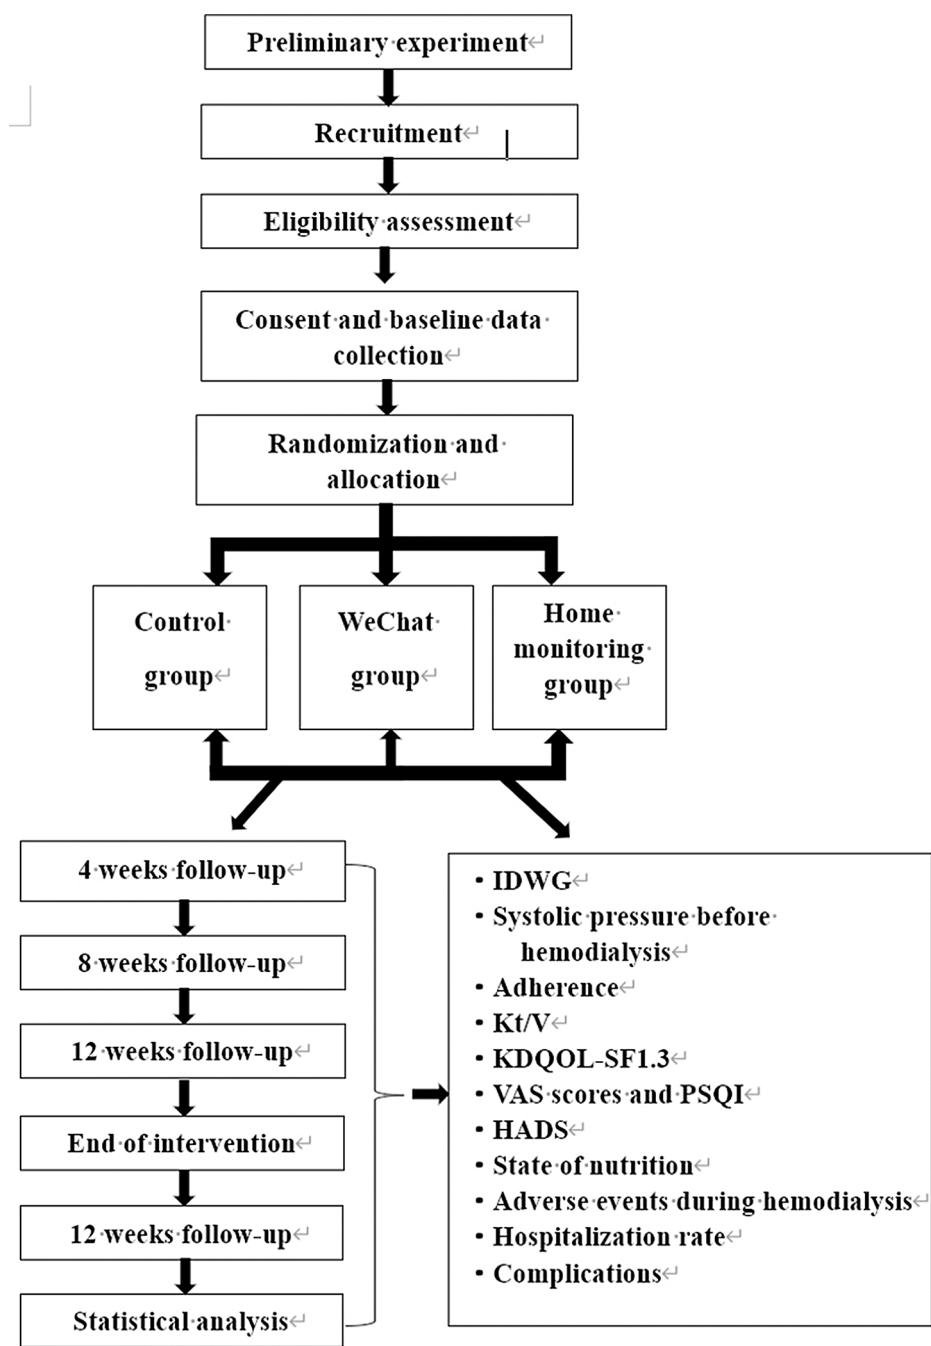 Preliminary experiment
Recruitment
Eligibility assessment
Consent and baseline data
collection
Randomization and
allocation
Control
group
WeChat
group
Home
monitoring
group
4 weeks follow-up
8 weeks follow-up
12 weeks follow-up
End of intervention
12 weeks follow-up
Statistical analysis
• IDWG
• Systolic pressure before
hemodialysis
• Adherence
• Kt/V
• KDQOL-SF1.3
• VAS scores and PSQI
• HADS
• State of nutrition
• Adverse events during hemodialysis
• Hospitalization rate
• Complications